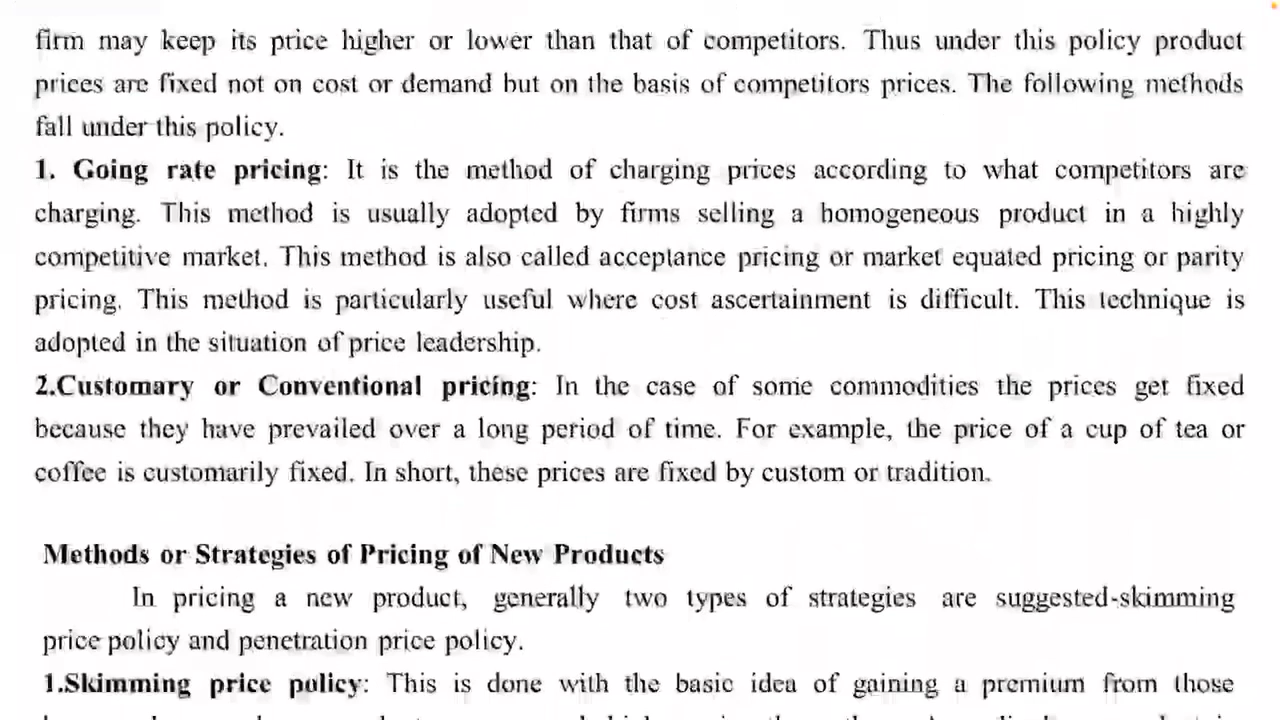 firm may keep its price higher or lower than that of competitors. Thus under this policy product
prices are fixed not on cost or demand but on the basis of competitors prices. The following methods
fall under this policy.
1. Going rate pricing: It is the method of charging prices according to what competitors are
charging. This method is usually adopted by firms selling a homogeneous product in a highly
competitive market. This method is also called acceptance pricing or market equated pricing or parity
pricing. This method is particularly useful where cost ascertainment is difficult. This technique is
adopted in the situation of price leadership.
2.Customary or Conventional pricing: In the case of some commodities the prices get fixed
because they have prevailed over a long period of time. For example, the price of a cup of tea or
coffee is customarily fixed. In short, these prices are fixed by custom or tradition.
Methods or Strategies of Pricing of New Products
In pricing a new product, generally two types of strategies are suggested-skimming
price policy and penetration price policy.
1.Skimming price policy: This is done with the basic idea of gaining a premium from those